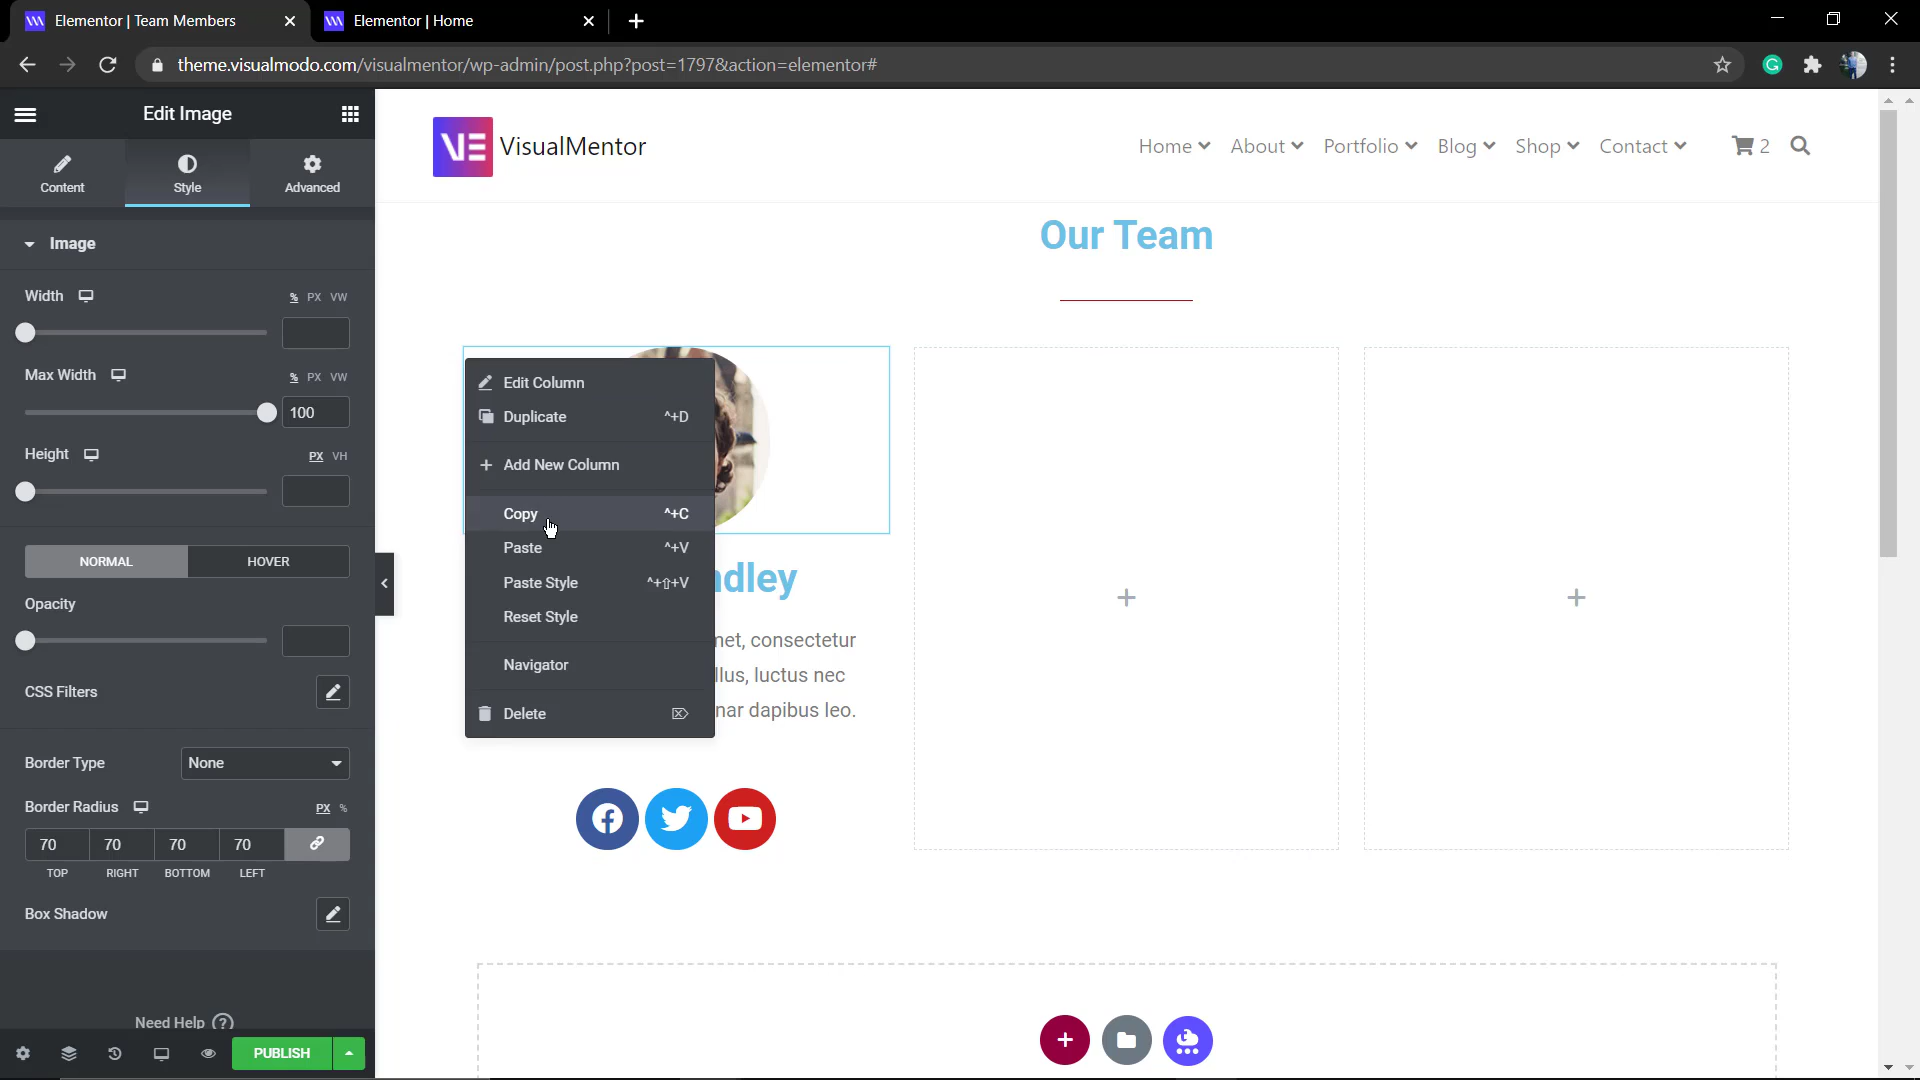 Elementor | Team Members
Elementor | Home
theme.visualmodo.com/visualmentor/wp-admin/post.php?post=1797&action=elementor#
Edit Image
Content
Style
Advanced
Image
Width
% PX VW
Max Width
% PX VW
100
Height
PX VH
NORMAL
HOVER
Opacity
CSS Filters
Border Type
None
Border Radius
PX %
70 70 70 70
TOP RIGHT BOTTOM LEFT
Box Shadow
Need Help ?
PUBLISH
VE VisualMentor
Home About Portfolio Blog Shop Contact 2
Our Team
Edit Column
Duplicate ^+D
+ Add New Column
Copy ^+C
Paste ^+V
Paste Style ^+⇧+V
Reset Style
Navigator
Delete ⌦
dley
consectetur
luctus nec
dapibus leo.